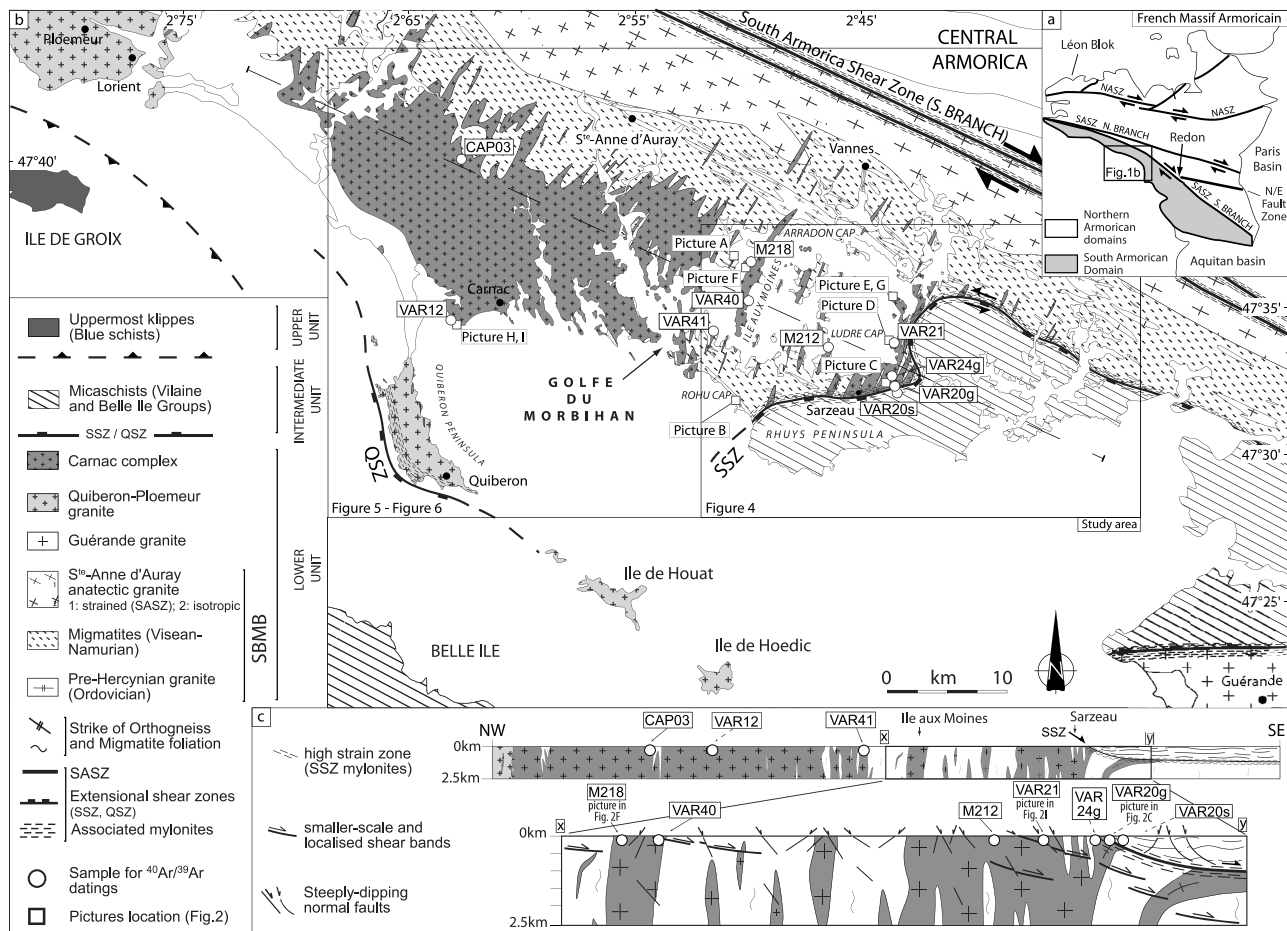 b
2°75'
2°65'
2°55'
2°45'
Ploemeur
Lorient
47°40'
ILE DE GROIX
CAP03
Ste-Anne d'Auray
Vannes
South Armorica Shear Zone (S. BRANCH)
CENTRAL
ARMORICA
a
French Massif Armoricain
Léon Blok
NASZ
NASZ
SASZ N. BRANCH
Redon
Paris
Basin
Fig.1b
SASZ S. BRANCH
N/E
Fault
Zone
Northern
Armorican
domains
South Armorican
Domain
Aquitan basin
47°35'
ARRADON CAP
Picture A
M218
Picture F
VAR40
ILE AUX MOINES
Picture E, G
Picture D
VAR41
M212
LUDRE CAP
VAR21
Carnac
VAR12
Picture H, I
VAR24g
Picture C
VAR20g
VAR20s
ROHU CAP
Sarzeau
Picture B
GOLFE
DU
MORBIHAN
RHUYS PENINSULA
SSZ
QUIBERON PENINSULA
QSZ
Quiberon
47°30'
Figure 5 - Figure 6
Figure 4
Study area
Ile de Houat
47°25'
Ile de Hoedic
BELLE ILE
0 km 10
Guérande
Uppermost klippes
(Blue schists)
UPPER
UNIT
Micaschists (Vilaine
and Belle Ile Groups)
INTERMEDIATE
UNIT
SSZ / QSZ
Carnac complex
Quiberon-Ploemeur
granite
Guérande granite
LOWER
UNIT
Ste-Anne d'Auray
anatectic granite
1: strained (SASZ); 2: isotropic
Migmatites (Visean-
Namurian)
SBMB
Pre-Hercynian granite
(Ordovician)
Strike of Orthogneiss
and Migmatite foliation
SASZ
Extensional shear zones
(SSZ, QSZ)
Associated mylonites
Sample for 40Ar/39Ar
datings
Pictures location (Fig.2)
c
high strain zone
(SSZ mylonites)
smaller-scale and
localised shear bands
Steeply-dipping
normal faults
NW
CAP03
VAR12
VAR41
Ile aux Moines
Sarzeau
SSZ
SE
0km
2.5km
x
y
M218
picture in
Fig. 2F
VAR40
M212
VAR21
picture in
Fig. 2I
VAR
24g
VAR20g
picture in
Fig. 2C
VAR20s
x
y
0km
2.5km